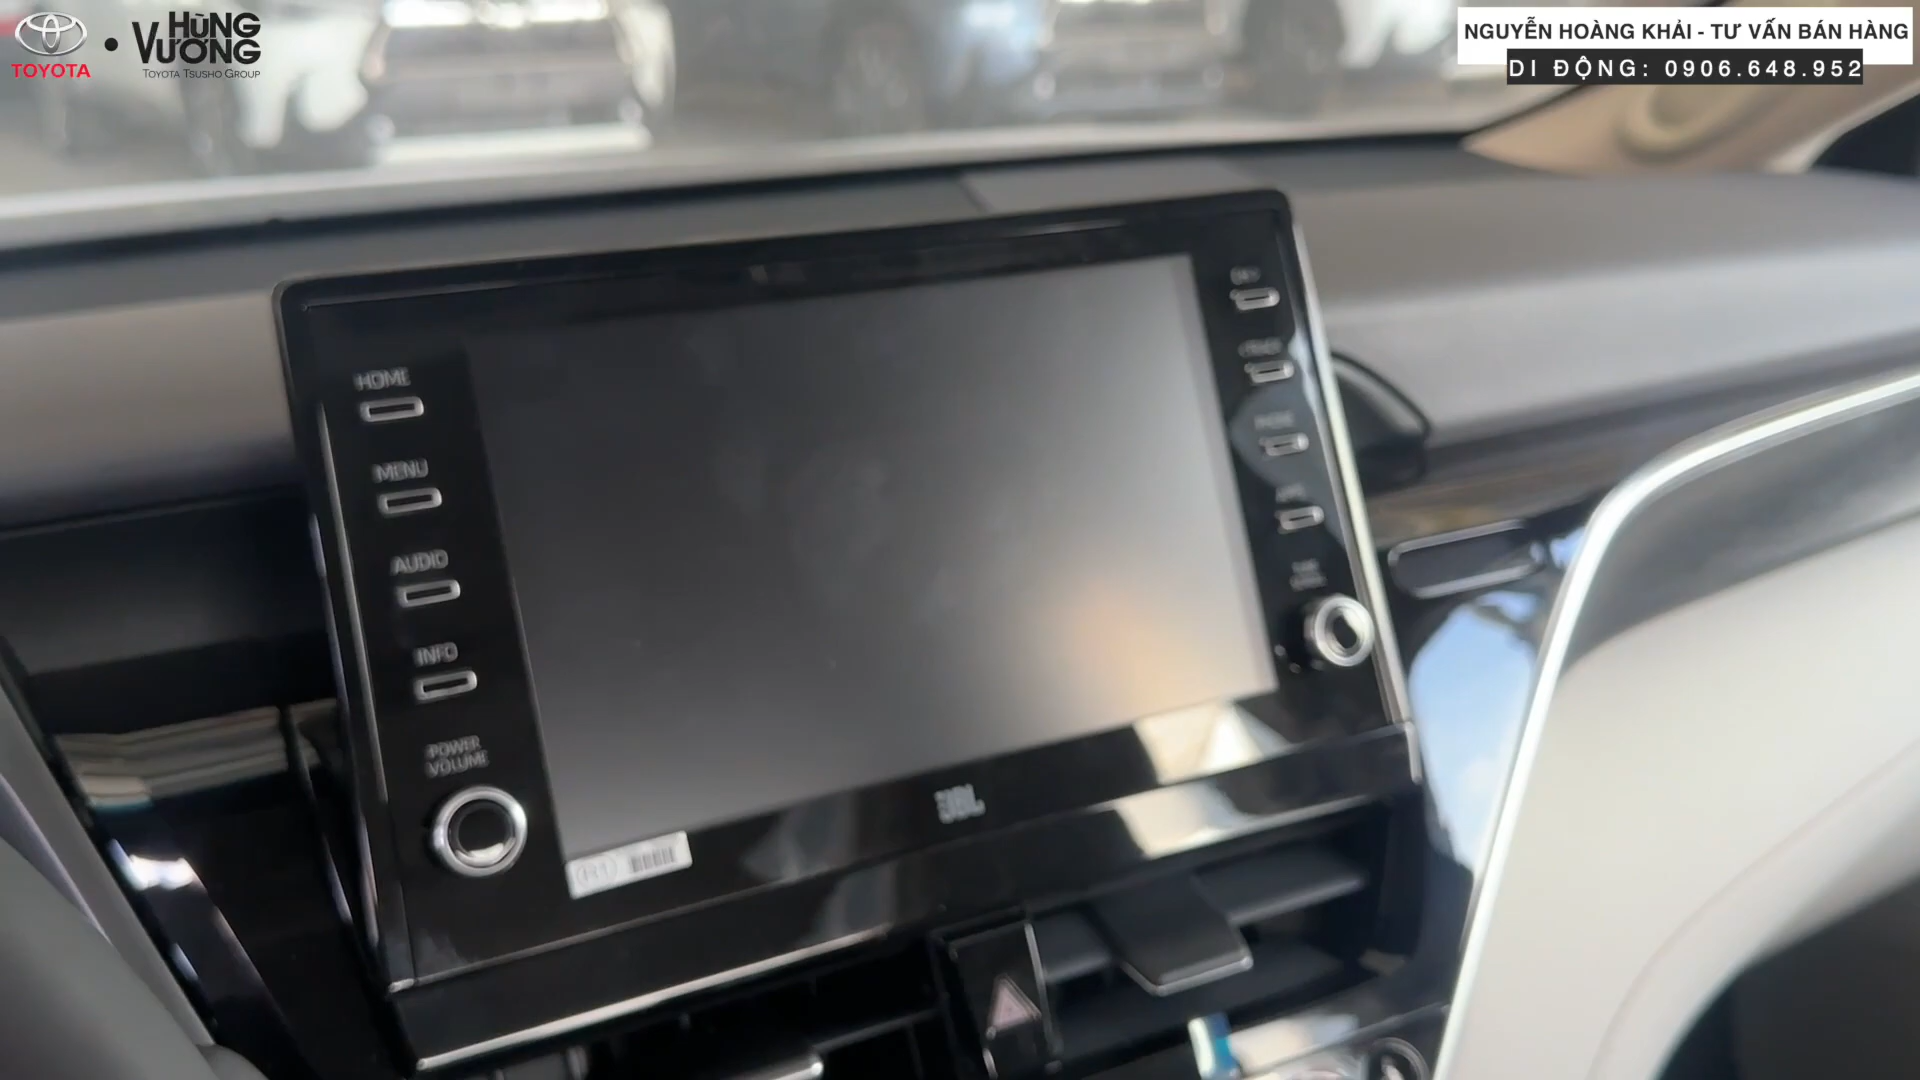 TOYOTA
HÙNG
VƯƠNG
TOYOTA TSUSHO GROUP
NGUYỄN HOÀNG KHẢI - TƯ VẤN BÁN HÀNG
DI ĐỘNG: 0906.648.952
HOME
MENU
AUDIO
INFO
POWER
VOLUME
JBL